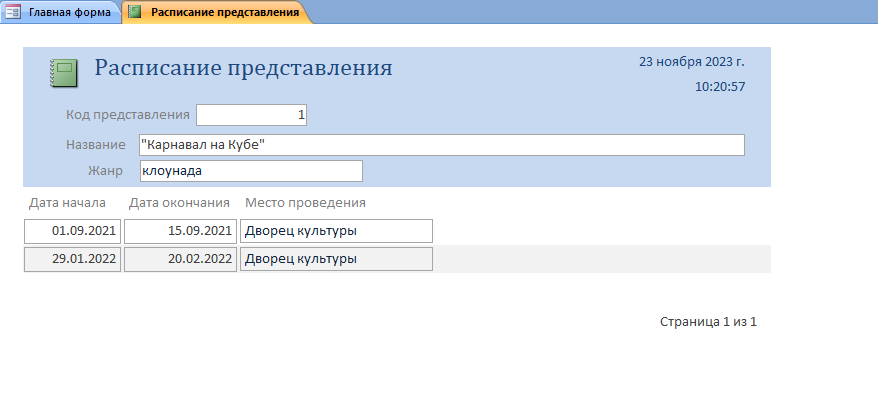 Главная форма Расписание представления
Расписание представления 23 ноября 2023 г.
10:20:57
Код представления 1
Название "Карнавал на Кубе"
Жанр клоунада
Дата начала Дата окончания Место проведения
01.09.2021 15.09.2021 Дворец культуры
29.01.2022 20.02.2022 Дворец культуры
Страница 1 из 1